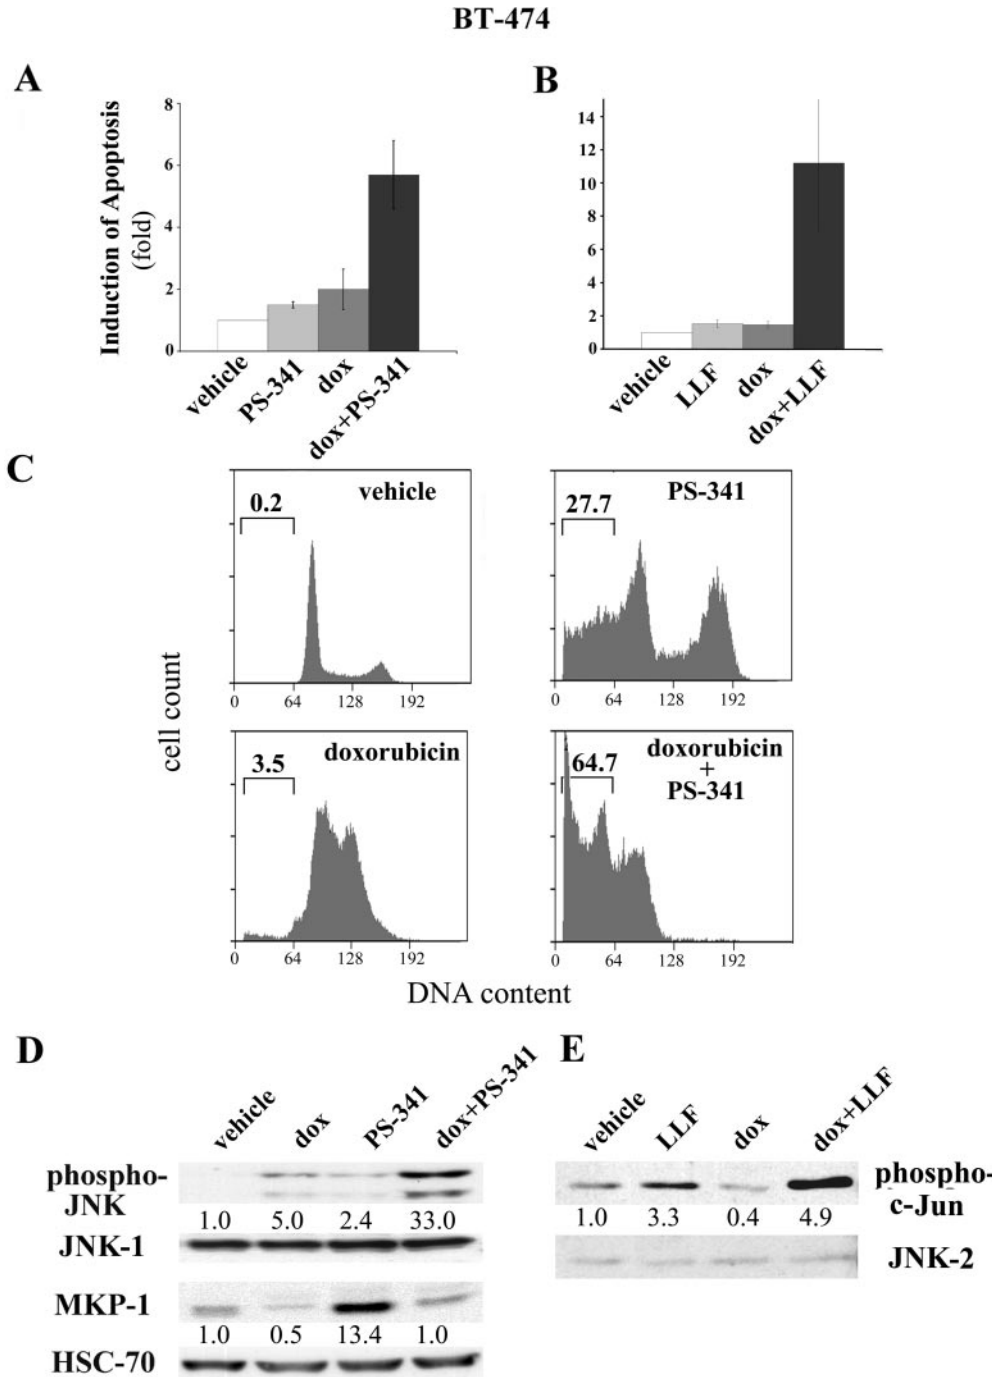 BT-474
A
B
Induction of Apoptosis
(fold)
8
6
4
2
0
vehicle
PS-341
dox
dox+PS-341
14
12
10
8
6
4
2
0
vehicle
LLF
dox
dox+LLF
C
cell count
0.2
vehicle
0 64 128 192
27.7
PS-341
0 64 128 192
3.5
doxorubicin
0 64 128 192
64.7
doxorubicin
+
PS-341
0 64 128 192
DNA content
D
vehicle
dox
PS-341
dox+PS-341
phospho-
JNK
1.0 5.0 2.4 33.0
JNK-1
MKP-1
1.0 0.5 13.4 1.0
HSC-70
E
vehicle
LLF
dox
dox+LLF
phospho-
c-Jun
1.0 3.3 0.4 4.9
JNK-2